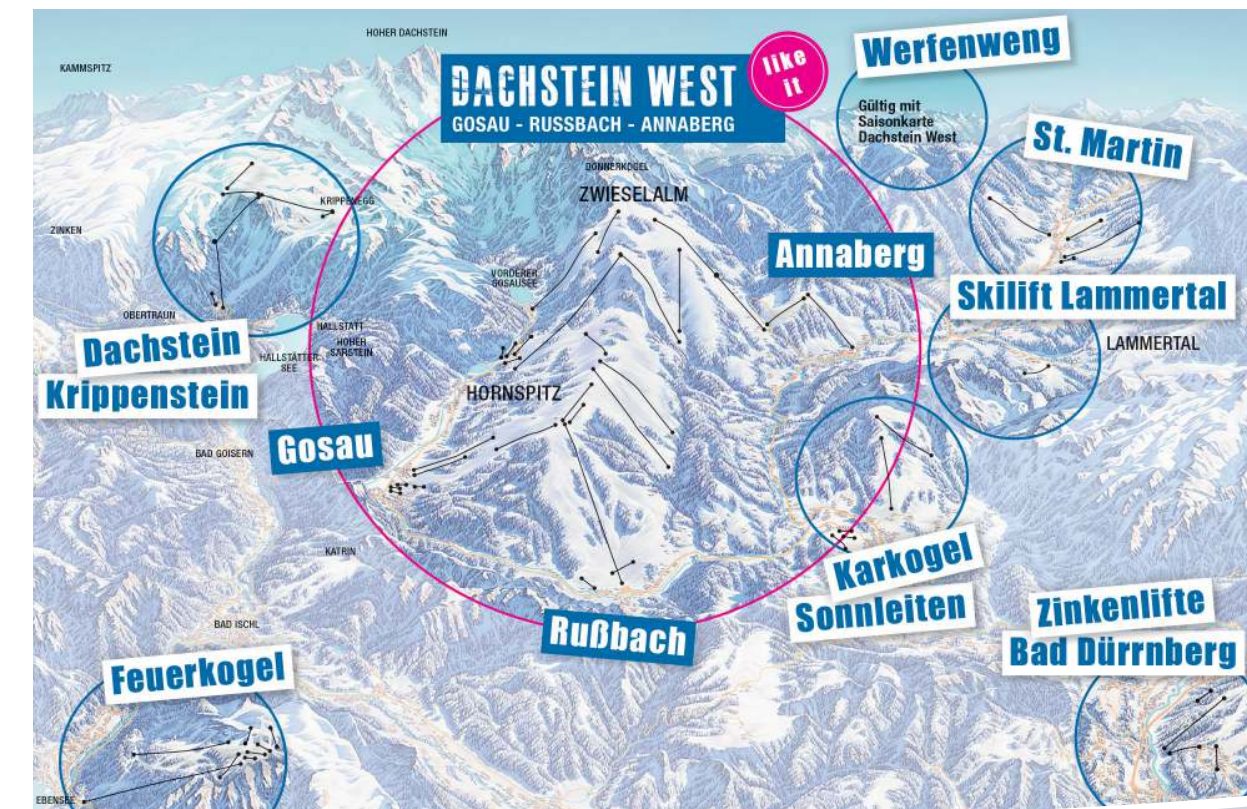 HOHER DACHSTEIN
KAMMSPITZ
DACHSTEIN WEST
GOSAU - RUSSBACH - ANNABERG
like
it
Werfenweng
Gültig mit
Saisonkarte
Dachstein West
St. Martin
DONNERKOGEL
ZWIESELALM
KRIPPENEGG
ZINKEN
Annaberg
VORDERER
GOSAUSEE
Skilift Lammertal
OBERTRAUN
HALLSTATT
HOHER
SARSTEIN
HALLSTÄTTER
SEE
LAMMERTAL
Dachstein
Krippenstein
HORNSPITZ
Gosau
BAD GOISERN
KATRIN
Karkogel
Sonnleiten
Zinkenlifte
Bad Dürrnberg
BAD ISCHL
Rußbach
Feuerkogel
EBENSEE